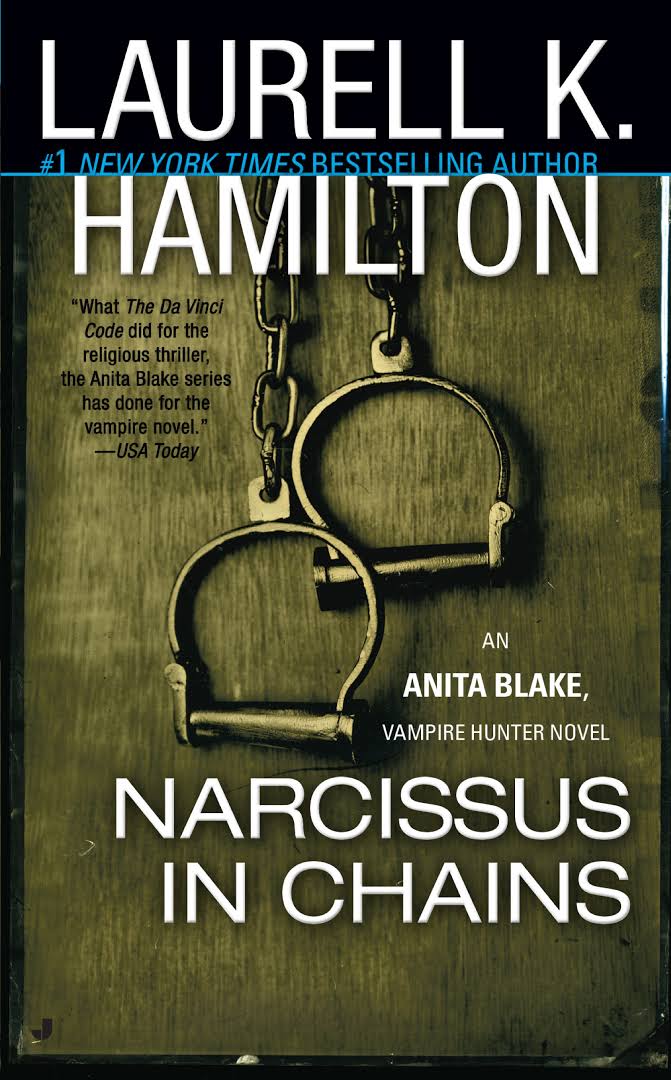 LAURELL K.
#1 NEW YORK TIMES BESTSELLING AUTHOR
HAMILTON
“What The Da Vinci
Code did for the
religious thriller,
the Anita Blake series
has done for the
vampire novel.”
—USA Today
AN
ANITA BLAKE,
VAMPIRE HUNTER NOVEL
NARCISSUS
IN CHAINS
J